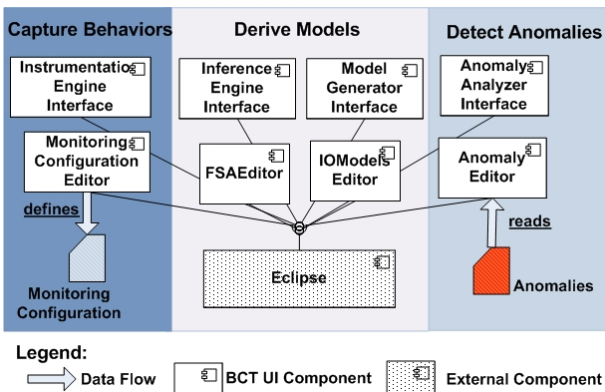 Capture Behaviors
Derive Models
Detect Anomalies
Instrumentation
Engine
Interface
Inference
Engine
Interface
Model
Generator
Interface
Anomaly
Analyzer
Interface
Monitoring
Configuration
Editor
FSAEditor
IOModels
Editor
Anomaly
Editor
defines
reads
Eclipse
Monitoring
Configuration
Anomalies
Legend:
Data Flow
BCT UI Component
External Component